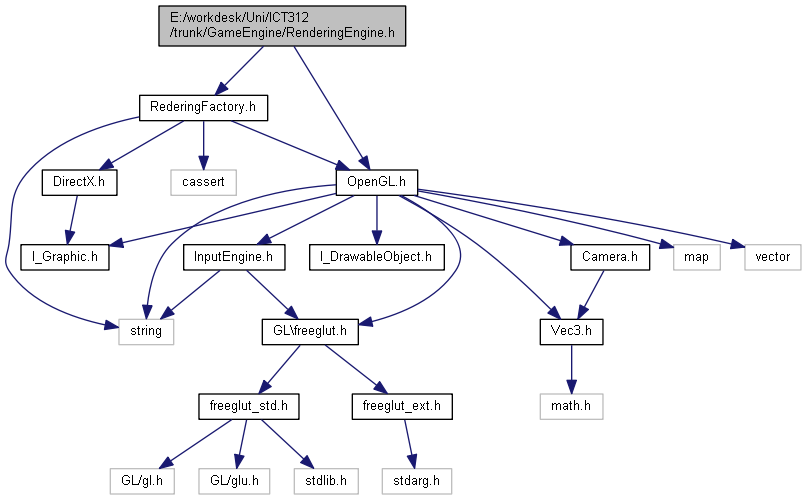 E:/workdesk/Uni/ICT312
/trunk/GameEngine/RenderingEngine.h
RederingFactory.h
DirectX.h
cassert
OpenGL.h
I_Graphic.h
InputEngine.h
I_DrawableObject.h
Camera.h
map
vector
string
GL\freeglut.h
Vec3.h
freeglut_std.h
freeglut_ext.h
math.h
GL/gl.h
GL/glu.h
stdlib.h
stdarg.h